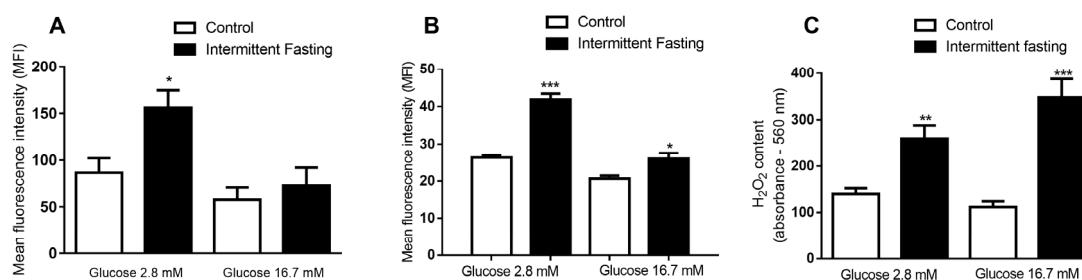 A
Control
Intermittent Fasting
Mean fluorescence intensity (MFI)
200
150
100
50
0
*
Glucose 2.8 mM
Glucose 16.7 mM
B
Control
Intermittent Fasting
Mean fluorescence intensity (MFI)
50
40
30
20
10
0
***
*
Glucose 2.8 mM
Glucose 16.7 mM
C
Control
Intermittent fasting
H₂O₂ content
(absorbance - 560 nm)
400
300
200
100
0
**
***
Glucose 2.8 mM
Glucose 16.7 mM